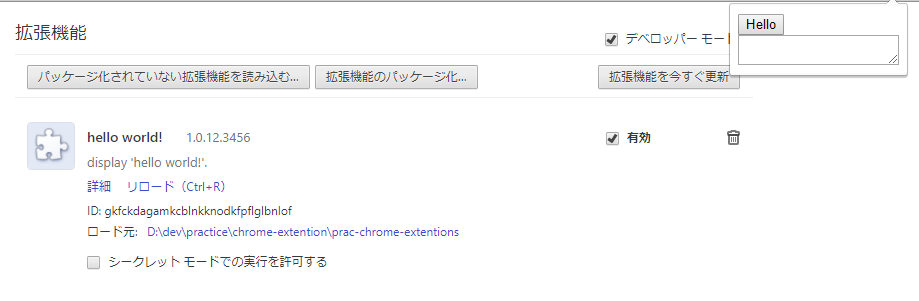 拡張機能
デベロッパー モー
Hello
パッケージ化されていない拡張機能を読み込む... 拡張機能のパッケージ化... 拡張機能を今すぐ更新
hello world! 1.0.12.3456 有効
display 'hello world!'.
詳細 リロード（Ctrl+R）
ID: gkfckdagamkcblnkknodkfpflglbnlof
ロード元: D:\dev\practice\chrome-extention\prac-chrome-extentions
シークレット モードでの実行を許可する